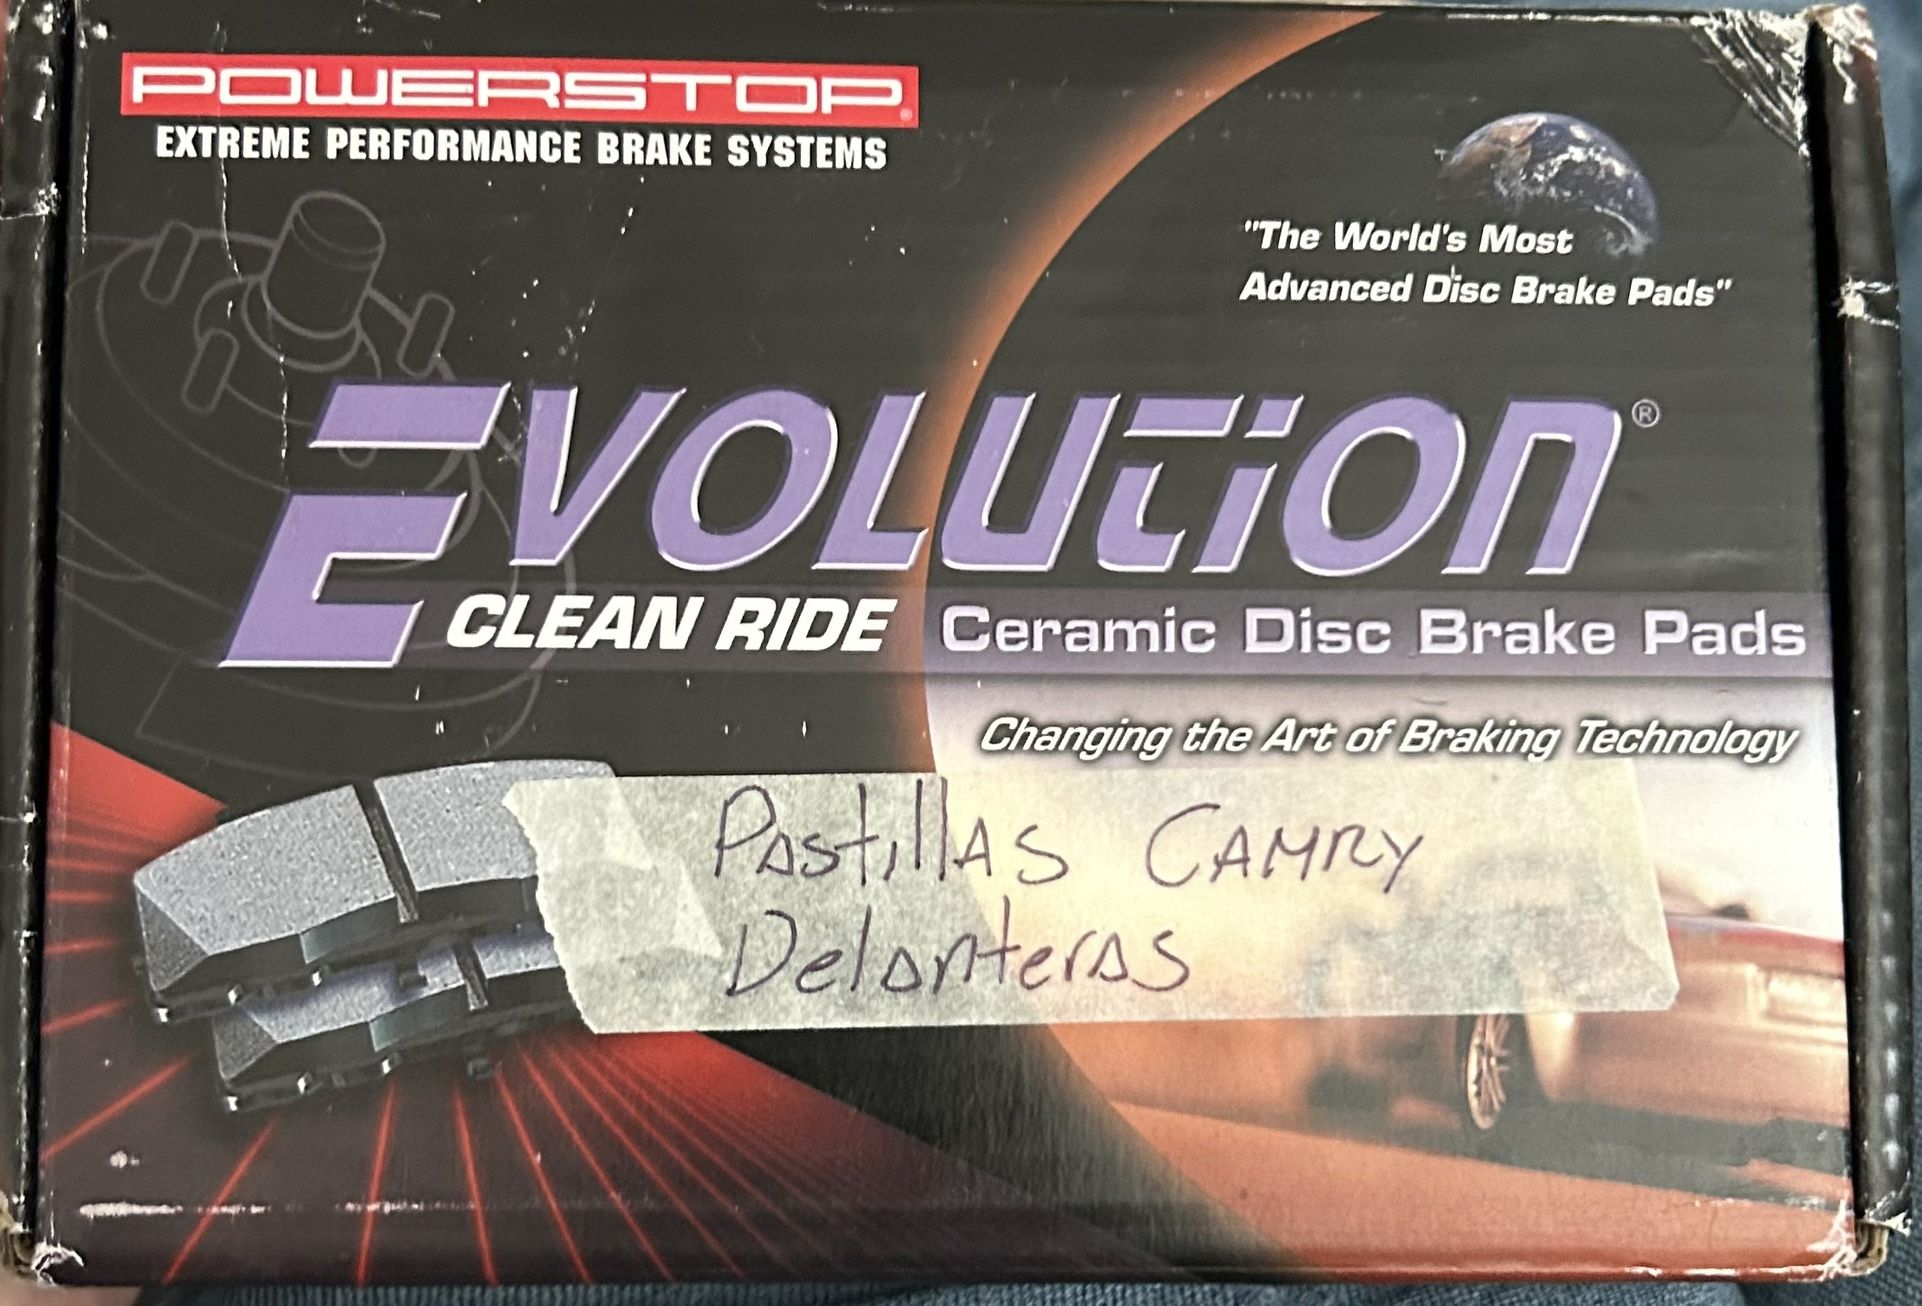 POWERSTOP®
EXTREME PERFORMANCE BRAKE SYSTEMS
"The World's Most
Advanced Disc Brake Pads"
EVOLUTION®
CLEAN RIDE Ceramic Disc Brake Pads
Changing the Art of Braking Technology
Pastillas CAMRY
Delanteras